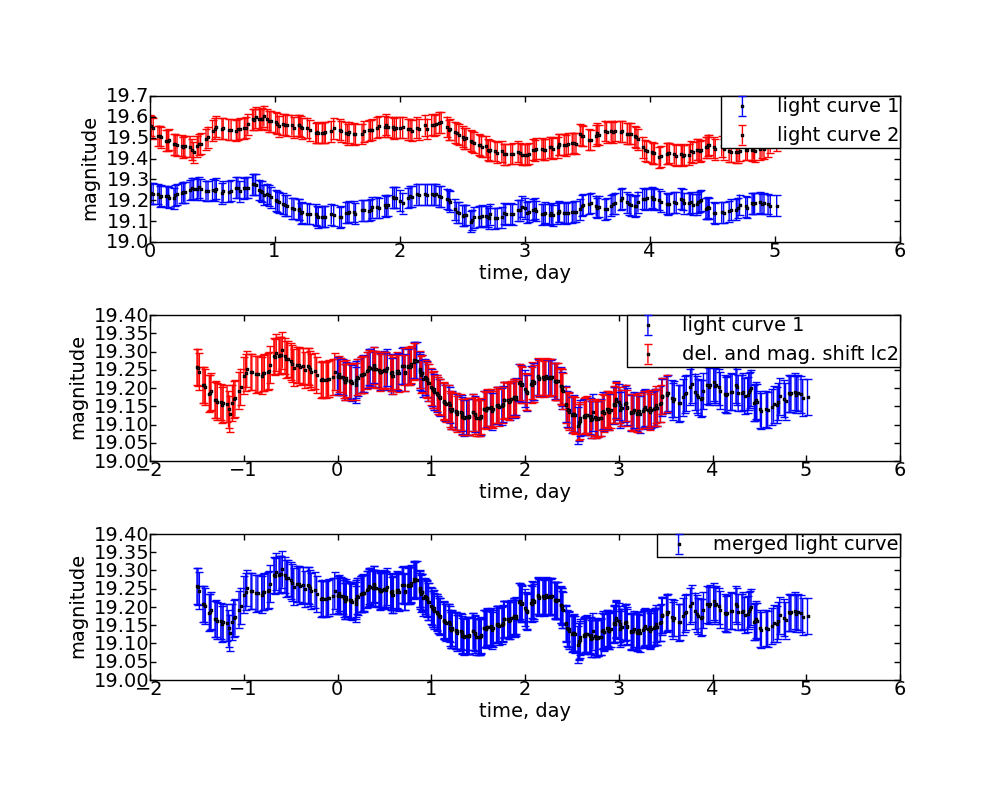 19.7
19.6
19.5
19.4
19.3
19.2
19.1
19.0
magnitude
light curve 1
light curve 2
0 1 2 3 4 5 6
time, day
19.40
19.35
19.30
19.25
19.20
19.15
19.10
19.05
19.00
magnitude
light curve 1
del. and mag. shift lc2
−2 −1 0 1 2 3 4 5 6
time, day
19.40
19.35
19.30
19.25
19.20
19.15
19.10
19.05
19.00
magnitude
merged light curve
−2 −1 0 1 2 3 4 5 6
time, day